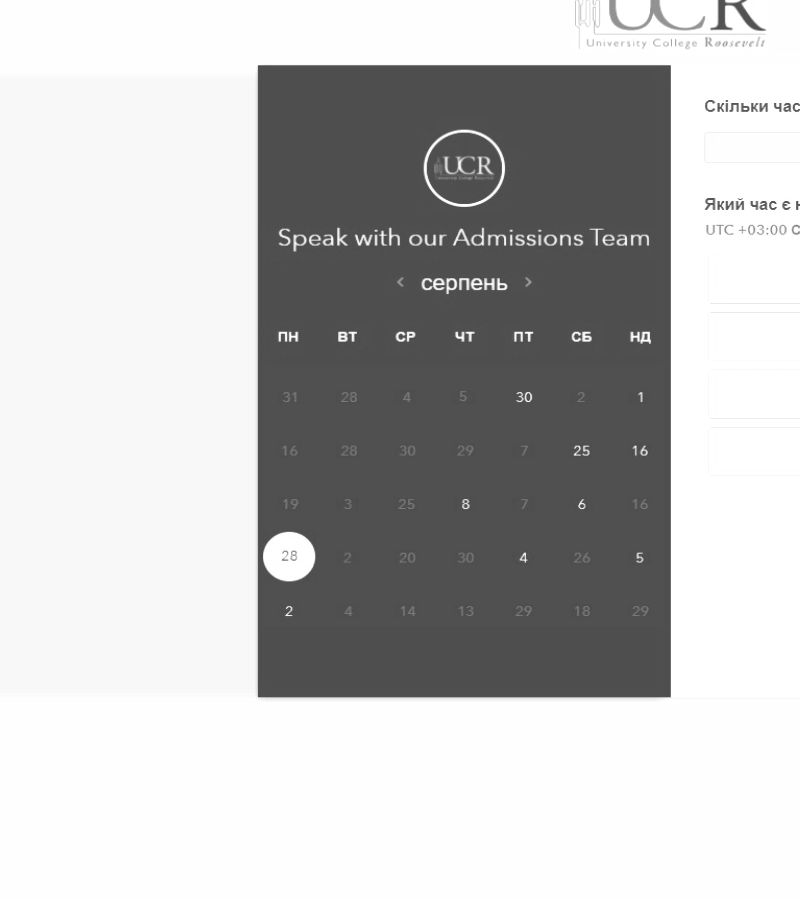 UCR
University College Roosevelt
UCR
Speak with our Admissions Team
‹ серпень ›
ПН ВТ СР ЧТ ПТ СБ НД
31 28 4 5 30 2 1
16 28 30 29 7 25 16
19 3 25 8 7 6 16
28 2 20 30 4 26 5
2 4 14 13 29 18 29
Скільки час
Який час є н
UTC +03:00 С